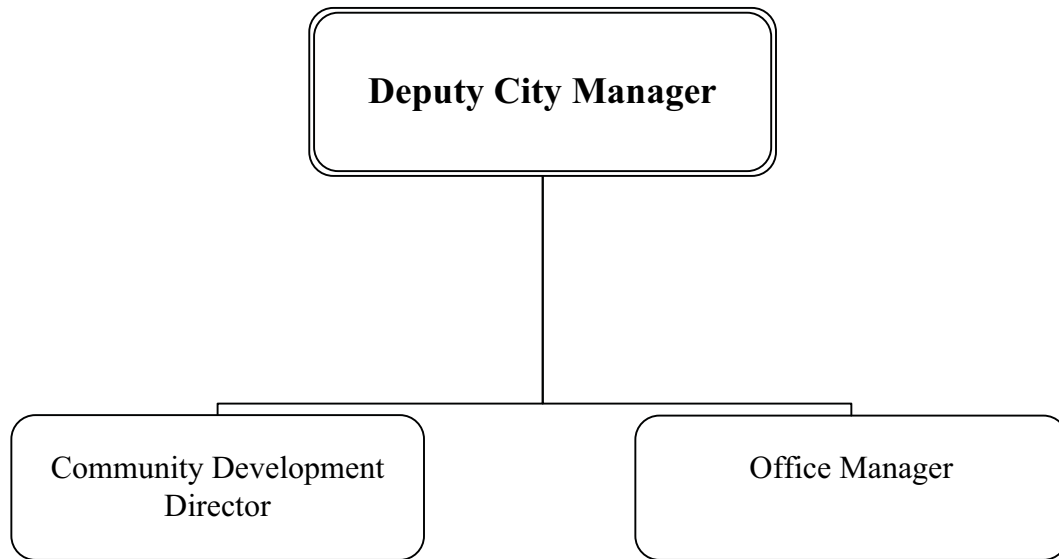 Deputy City Manager
Community Development
Director
Office Manager